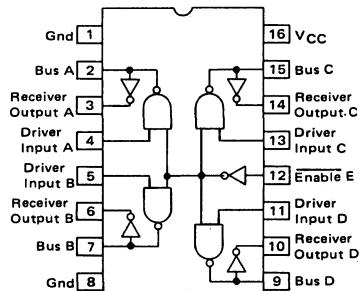 Gnd 1
16 VCC
Bus A 2
15 Bus C
Receiver
Output A 3
14 Receiver
Output C
Driver
Input A 4
13 Driver
Input C
Driver
Input B 5
12 Enable E
Receiver
Output B 6
11 Driver
Input D
Bus B 7
10 Receiver
Output D
Gnd 8
9 Bus D